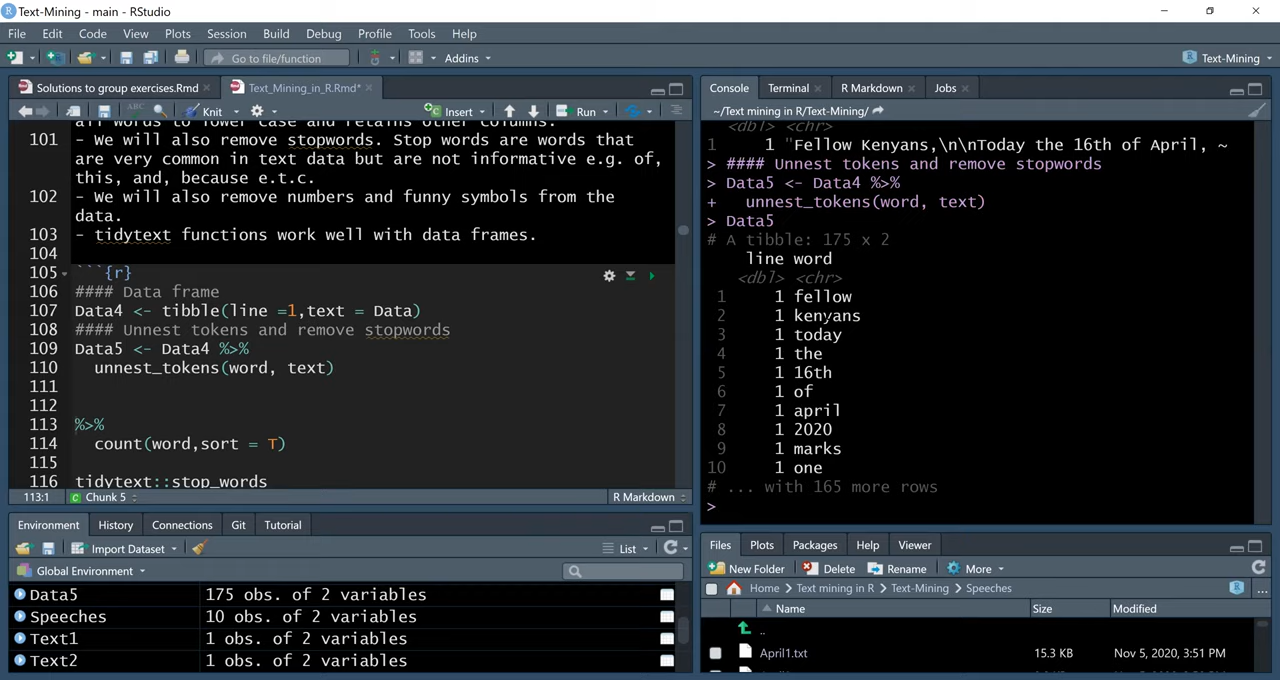 Text-Mining - main - RStudio
File Edit Code View Plots Session Build Debug Profile Tools Help
Go to file/function Addins Text-Mining
Solutions to group exercises.Rmd Text_Mining_in_R.Rmd*
ABC Knit Insert Run
all words to lower case and retains other columns.
101 - We will also remove stopwords. Stop words are words that
are very common in text data but are not informative e.g. of,
this, and, because e.t.c.
102 - We will also remove numbers and funny symbols from the
data.
103 - tidytext functions work well with data frames.
104
105 ```{r}
106 #### Data frame
107 Data4 <- tibble(line =1,text = Data)
108 #### Unnest tokens and remove stopwords
109 Data5 <- Data4 %>%
110 unnest_tokens(word, text)
111
112
113 %>%
114 count(word,sort = T)
115
116 tidytext::stop_words
113:1 Chunk 5 R Markdown
Environment History Connections Git Tutorial
Import Dataset List
Global Environment
Data5 175 obs. of 2 variables
Speeches 10 obs. of 2 variables
Text1 1 obs. of 2 variables
Text2 1 obs. of 2 variables
Console Terminal R Markdown Jobs
~/Text mining in R/Text-Mining/
<dbl> <chr>
1 1 "Fellow Kenyans,\n\nToday the 16th of April, ~
> #### Unnest tokens and remove stopwords
> Data5 <- Data4 %>%
+ unnest_tokens(word, text)
> Data5
# A tibble: 175 x 2
line word
<dbl> <chr>
1 1 fellow
2 1 kenyans
3 1 today
4 1 the
5 1 16th
6 1 of
7 1 april
8 1 2020
9 1 marks
10 1 one
# ... with 165 more rows
>
Files Plots Packages Help Viewer
New Folder Delete Rename More
Home Text mining in R Text-Mining Speeches ...
Name Size Modified
..
April1.txt 15.3 KB Nov 5, 2020, 3:51 PM